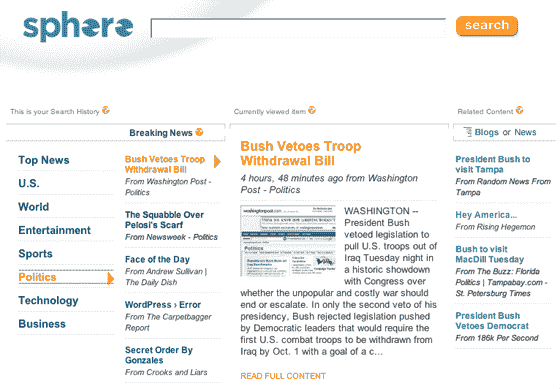 sphere
search
This is your Search History
Currently viewed item
Related Content
Breaking News
Top News
U.S.
World
Entertainment
Sports
Politics
Technology
Business
Bush Vetoes Troop
Withdrawal Bill
From Washington Post -
Politics
The Squabble Over
Pelosi's Scarf
From Newsweek - Politics
Face of the Day
From Andrew Sullivan |
The Daily Dish
WordPress › Error
From The Carpetbagger
Report
Secret Order By
Gonzales
From Crooks and Liars
Bush Vetoes Troop
Withdrawal Bill
4 hours, 48 minutes ago from Washington
Post - Politics
washingtonpost.com
Politics
WASHINGTON --
President Bush
vetoed legislation to
pull U.S. troops out of
Iraq Tuesday night in
a historic showdown
with Congress over
whether the unpopular and costly war should
end or escalate. In only the second veto of his
presidency, Bush rejected legislation pushed
by Democratic leaders that would require the
first U.S. combat troops to be withdrawn from
Iraq by Oct. 1 with a goal of a c...
READ FULL CONTENT
Blogs or News
President Bush to
visit Tampa
From Random News From
Tampa
Hey America...
From Rising Hegemon
Bush to visit
MacDill Tuesday
From The Buzz: Florida
Politics | Tampabay.com -
St. Petersburg Times
President Bush
Vetoes Democrat
From 186k Per Second